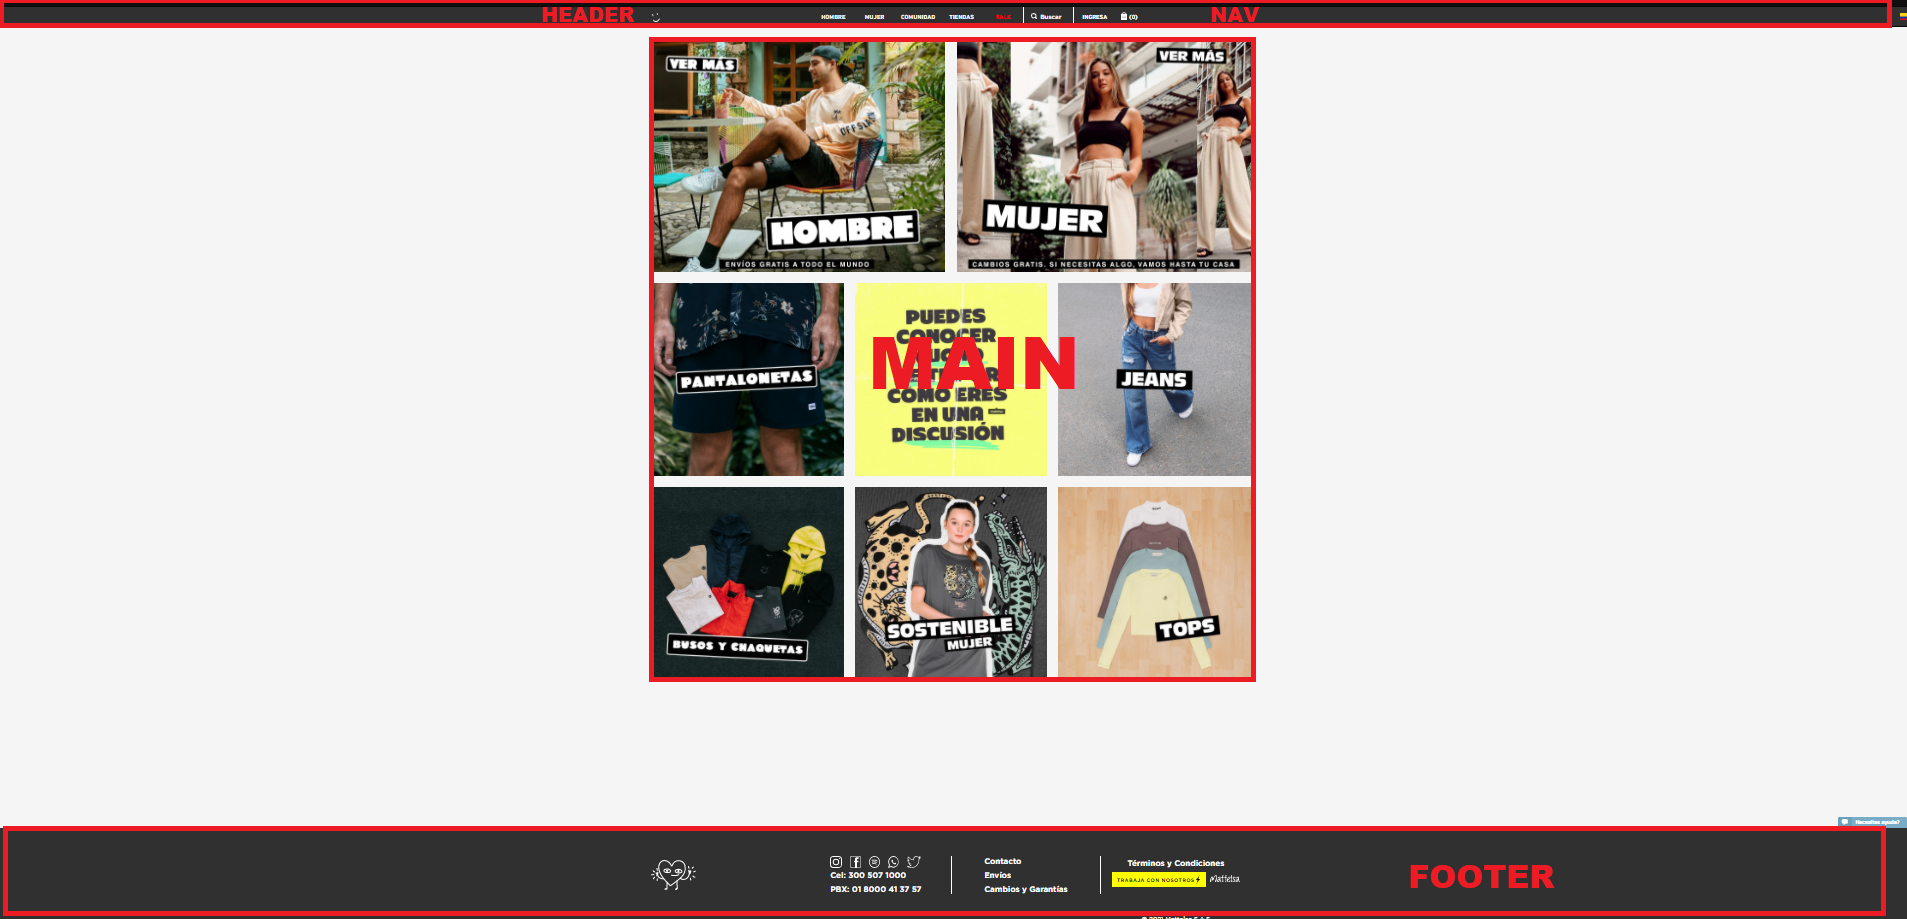 HEADER
HOMBRE MUJER COMUNIDAD TIENDAS SALE Buscar INGRESA (0)
NAV
VER MÁS
OFFSL
HOMBRE
ENVÍOS GRATIS A TODO EL MUNDO
VER MÁS
MUJER
CAMBIOS GRATIS. SI NECESITAS ALGO, VAMOS HASTA TU CASA
PANTALONETAS
PUEDES
CONOCER
MAIN
COMO ERES
EN UNA
DISCUSIÓN
JEANS
BUSOS Y CHAQUETAS
SOSTENIBLE
MUJER
TOPS
Necesitas ayuda?
Cel: 300 507 1000
PBX: 01 8000 41 37 57
Contacto
Envíos
Cambios y Garantías
Términos y Condiciones
TRABAJA CON NOSOTROS
Mattelsa
FOOTER